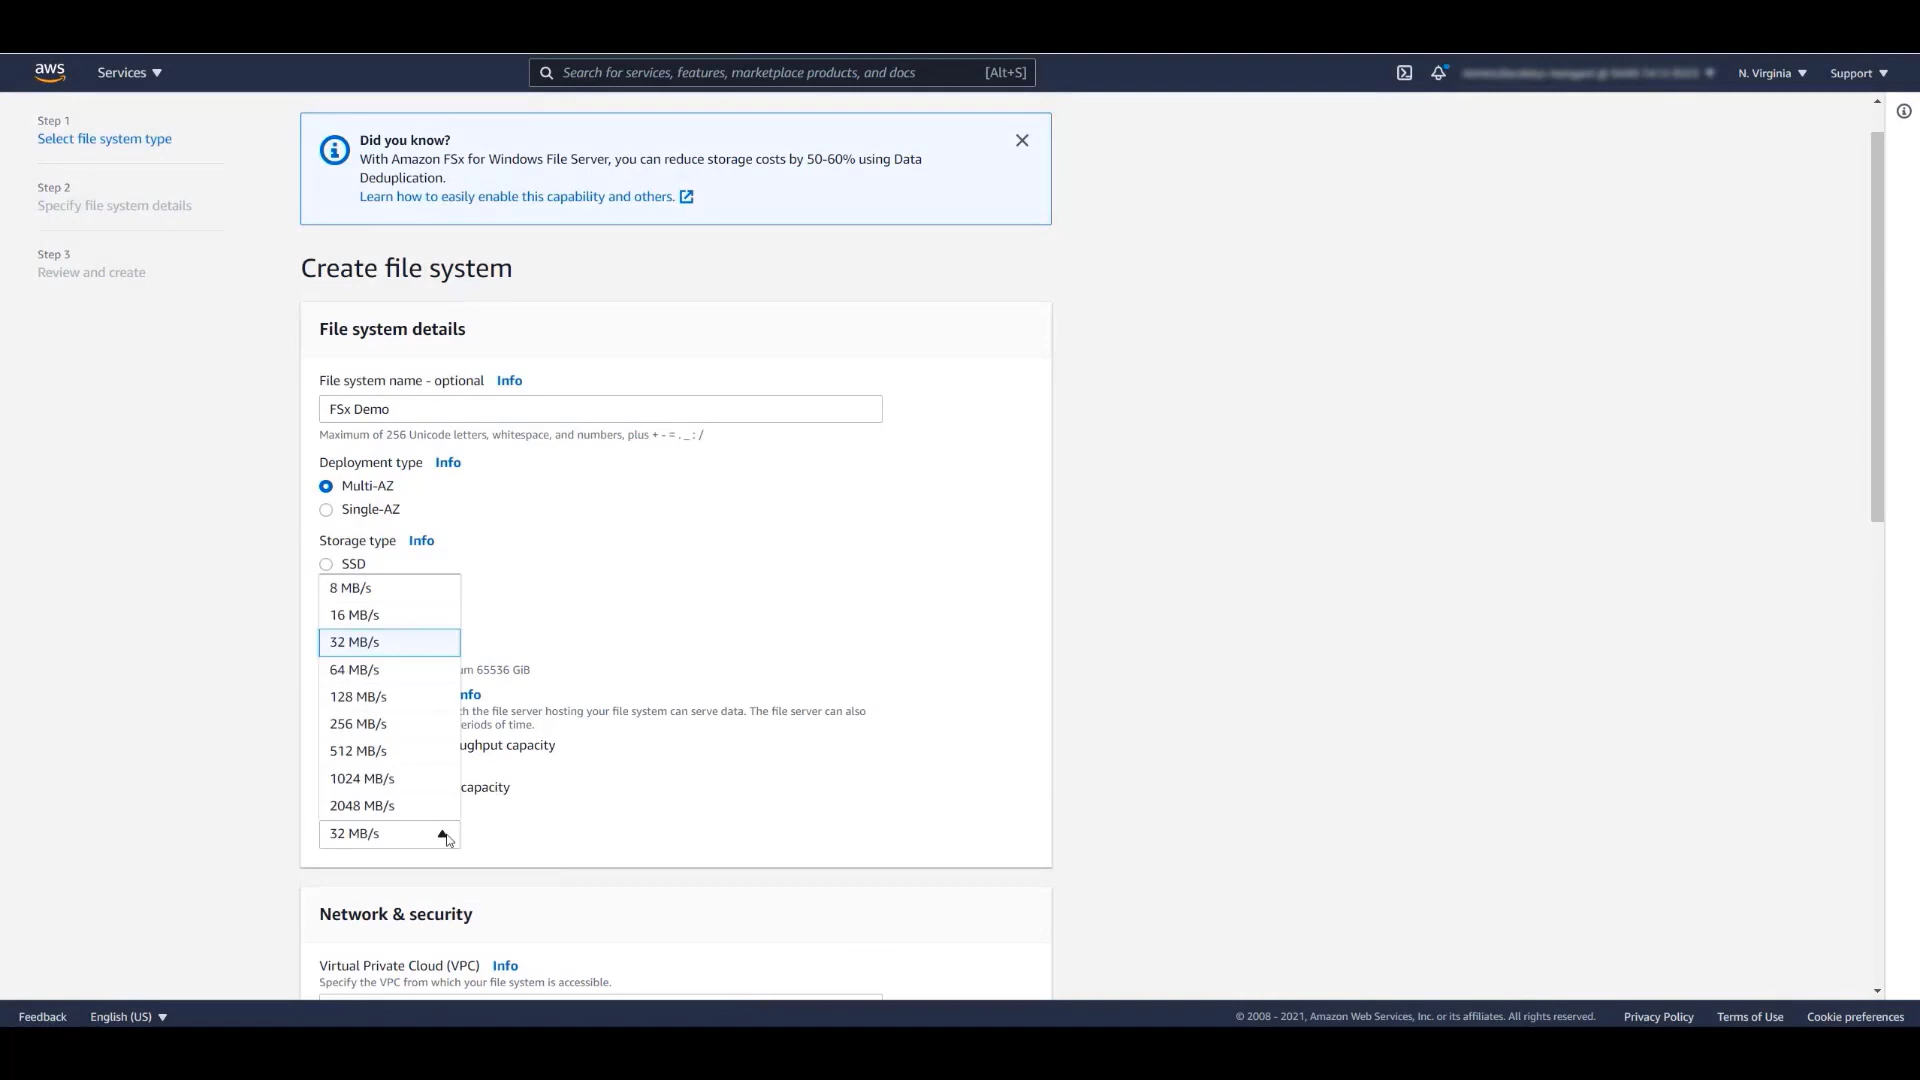 aws
Services
Search for services, features, marketplace products, and docs
[Alt+S]
N. Virginia
Support
Step 1
Select file system type
Step 2
Specify file system details
Step 3
Review and create
Did you know?
With Amazon FSx for Windows File Server, you can reduce storage costs by 50-60% using Data
Deduplication.
Learn how to easily enable this capability and others.
Create file system
File system details
File system name - optional Info
FSx Demo
Maximum of 256 Unicode letters, whitespace, and numbers, plus + - = . _ : /
Deployment type Info
Multi-AZ
Single-AZ
Storage type Info
SSD
8 MB/s
16 MB/s
32 MB/s
64 MB/s
um 65536 GiB
128 MB/s
nfo
th the file server hosting your file system can serve data. The file server can also
256 MB/s
eriods of time.
512 MB/s
ughput capacity
1024 MB/s
capacity
2048 MB/s
32 MB/s
Network & security
Virtual Private Cloud (VPC) Info
Specify the VPC from which your file system is accessible.
Feedback
English (US)
© 2008 - 2021, Amazon Web Services, Inc. or its affiliates. All rights reserved.
Privacy Policy
Terms of Use
Cookie preferences